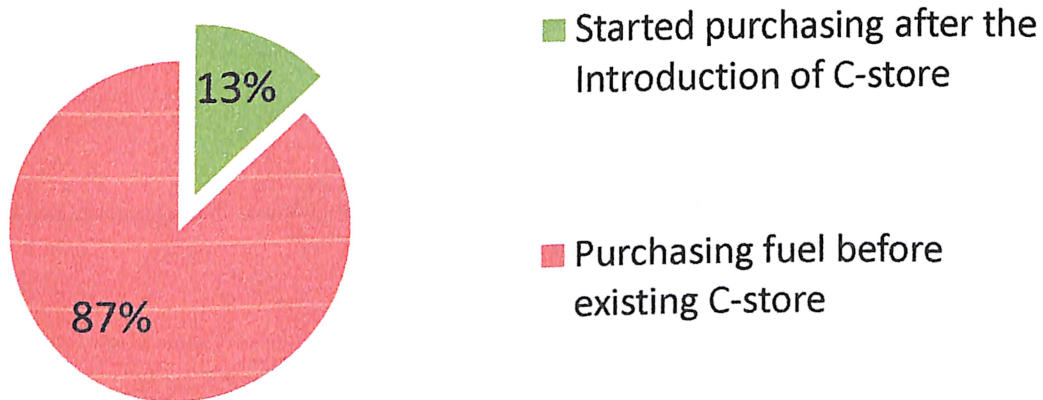 13%
87%
Started purchasing after the
Introduction of C-store
Purchasing fuel before
existing C-store